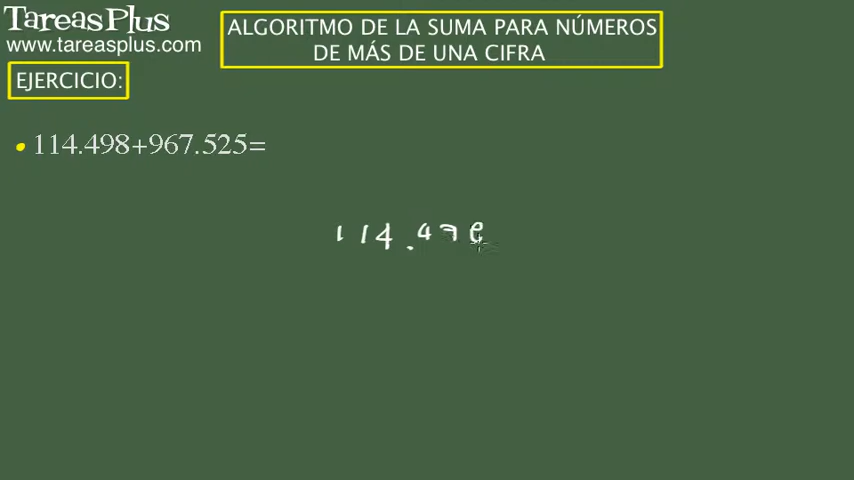 TareasPlus
www.tareasplus.com
ALGORITMO DE LA SUMA PARA NÚMEROS
DE MÁS DE UNA CIFRA
EJERCICIO:
• 114.498+967.525=
114.498